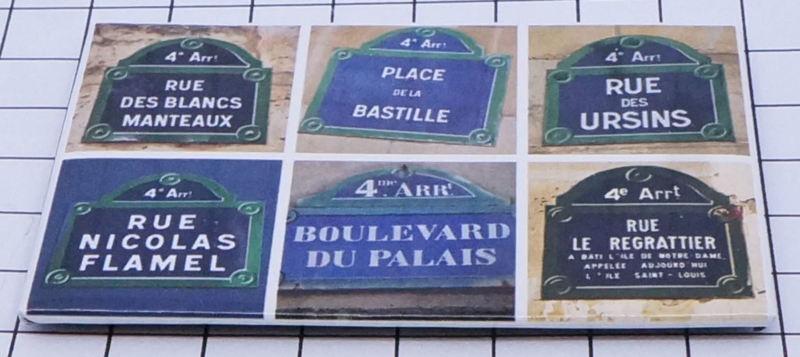 4e Arrt
RUE
DES BLANCS
MANTEAUX
4e Arrt
PLACE
DE LA
BASTILLE
4e Arrt
RUE
DES
URSINS
4e Arrt
RUE
NICOLAS
FLAMEL
4me. ARRt
BOULEVARD
DU PALAIS
4e Arrt
RUE
LE REGRATTIER
A BÂTI L'ILE DE NOTRE-DAME.
APPELÉE AUJOURD'HUI
L'ILE SAINT-LOUIS